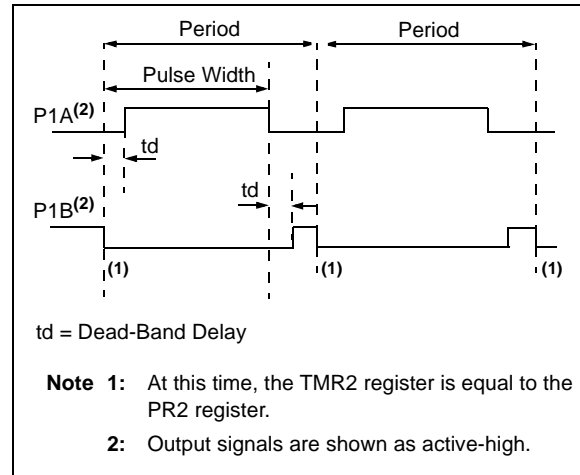 Period
Period
Pulse Width
P1A(2)
td
td
P1B(2)
(1)
(1)
(1)
td = Dead-Band Delay
Note 1: At this time, the TMR2 register is equal to the
PR2 register.
2: Output signals are shown as active-high.